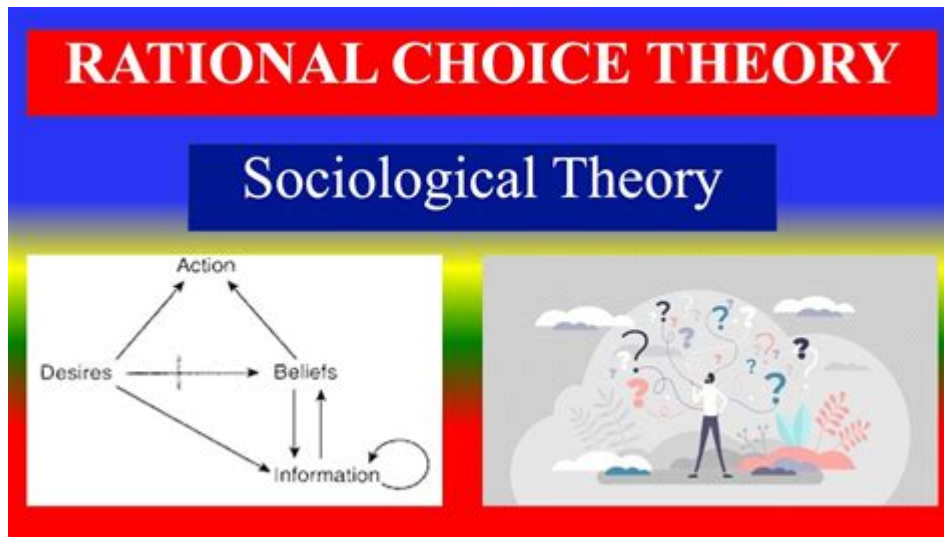 RATIONAL CHOICE THEORY
Sociological Theory
Action
Desires
Beliefs
Information